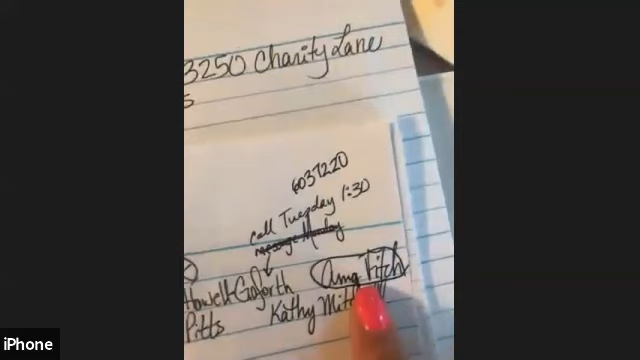 3250 Charity Lane
s
6037220
call Tuesday 1:30
message Monday
Howell-Goforth
Amy Fitch
Pitts
Kathy
iPhone